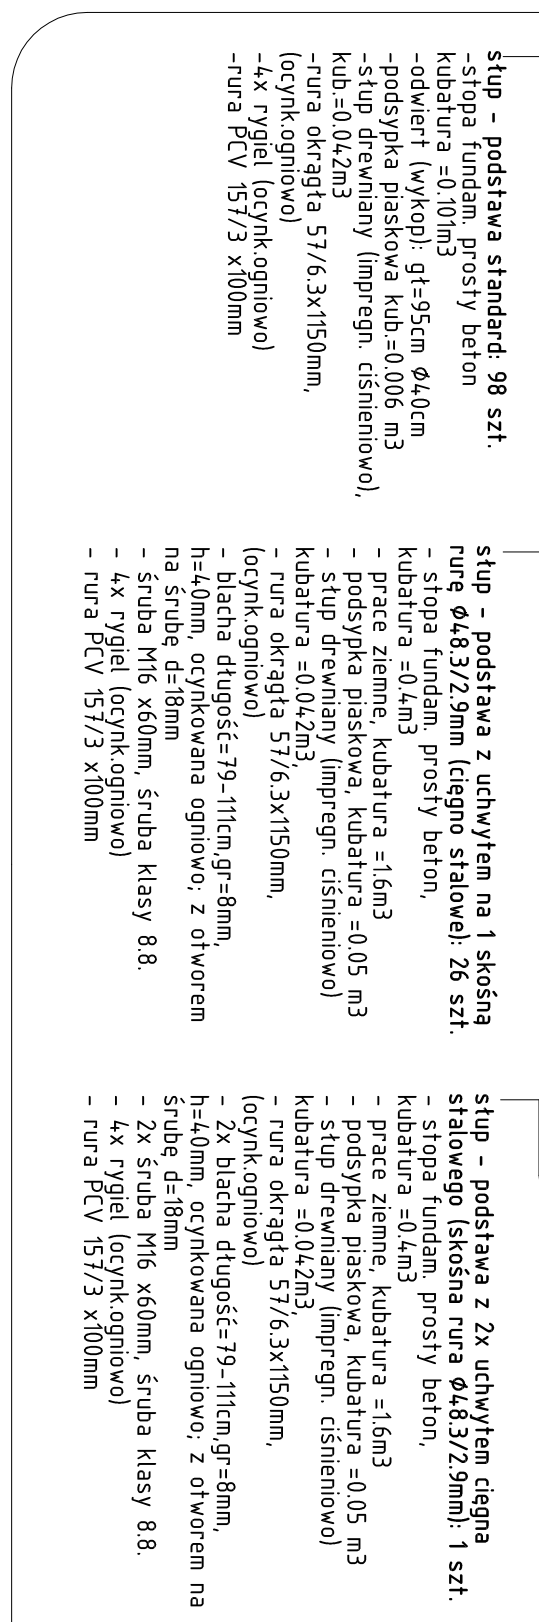 słup - podstawa standard: 98 szt.
-stopa fundam. prosty beton
kubatura =0.101m3
-odwiert (wykop): gł=95cm Ø40cm
-podsypka piaskowa kub.=0.006 m3
-słup drewniany (impregn. ciśnieniowo),
kub.=0.042m3
-rura okrągła 57/6.3x1150mm,
(ocynk.ogniowo)
-4x rygiel (ocynk.ogniowo)
-rura PCV 157/3 x100mm
słup - podstawa z uchwytem na 1 skośną
rurę Ø48.3/2.9mm (cięgno stalowe): 26 szt.
- stopa fundam. prosty beton,
kubatura =0.4m3
- prace ziemne, kubatura =1.6m3
- podsypka piaskowa, kubatura =0.05 m3
- słup drewniany (impregn. ciśnieniowo)
kubatura =0.042m3,
- rura okrągła 57/6.3x1150mm,
(ocynk.ogniowo)
- blacha długość=79-111cm,gr=8mm,
h=40mm, ocynkowana ogniowo; z otworem
na śrubę d=18mm
- śruba M16 x60mm, śruba klasy 8.8.
- 4x rygiel (ocynk.ogniowo)
- rura PCV 157/3 x100mm
słup - podstawa z 2x uchwytem cięgna
stalowego (skośna rura Ø48.3/2.9mm): 1 szt.
- stopa fundam. prosty beton,
kubatura =0.4m3
- prace ziemne, kubatura =1.6m3
- podsypka piaskowa, kubatura =0.05 m3
- słup drewniany (impregn. ciśnieniowo)
kubatura =0.042m3,
- rura okrągła 57/6.3x1150mm,
(ocynk.ogniowo)
- 2x blacha długość=79-111cm,gr=8mm,
h=40mm, ocynkowana ogniowo; z otworem na
śrubę d=18mm
- 2x śruba M16 x60mm, śruba klasy 8.8.
- 4x rygiel (ocynk.ogniowo)
- rura PCV 157/3 x100mm